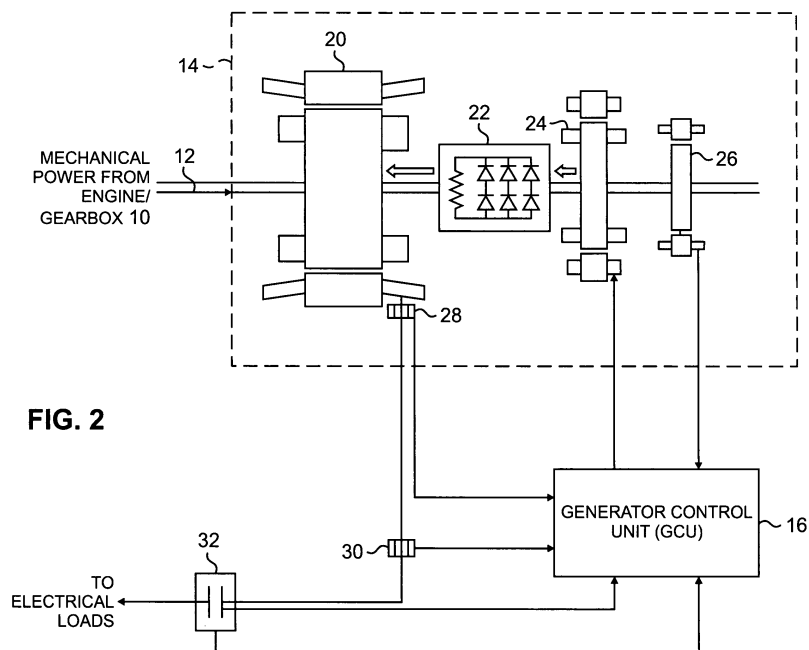 14
20
22
24
26
MECHANICAL
POWER FROM
ENGINE/
GEARBOX 10
12
28
FIG. 2
GENERATOR CONTROL
UNIT (GCU)
16
30
32
TO
ELECTRICAL
LOADS